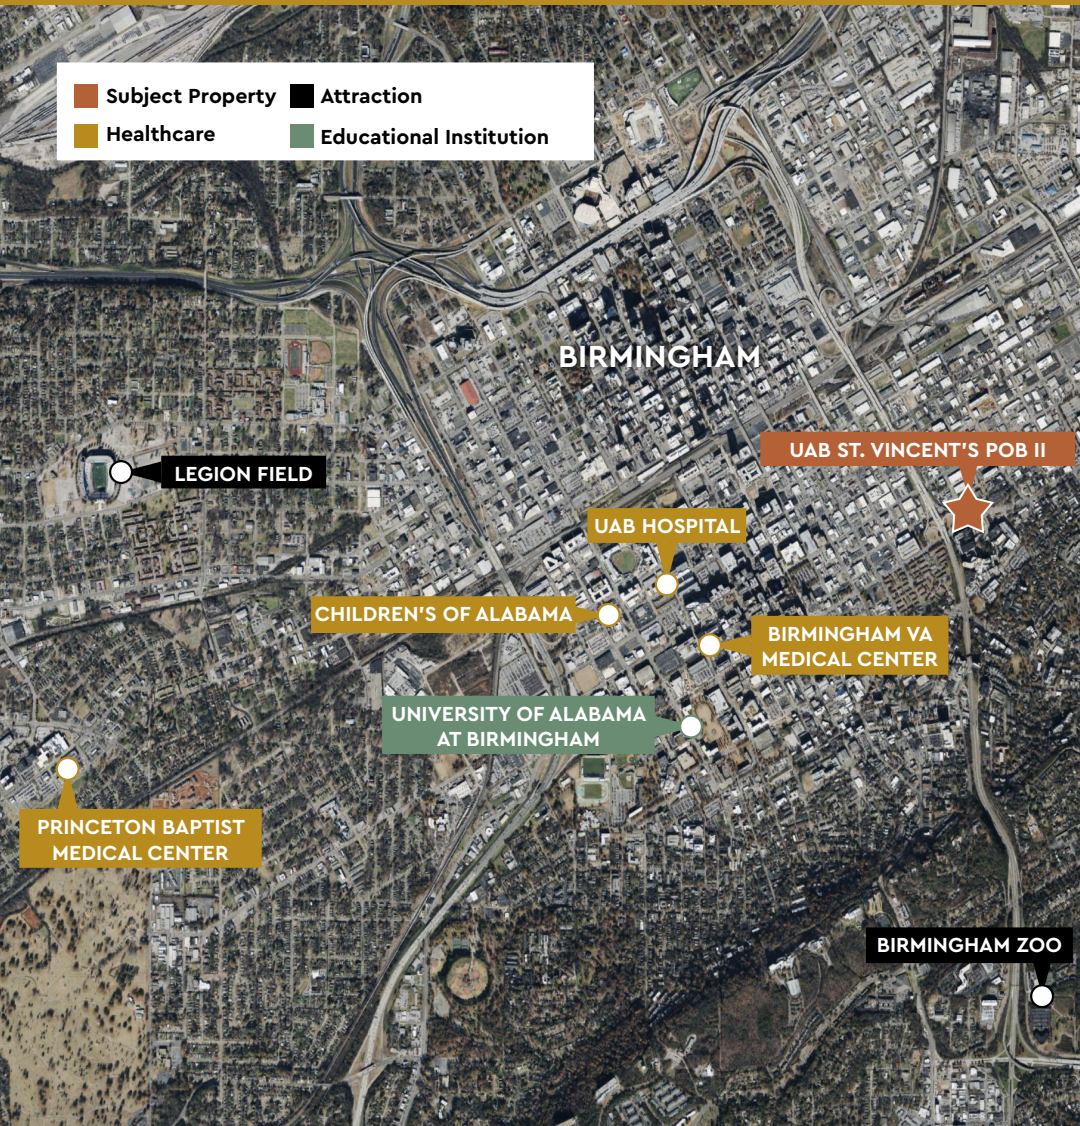 Subject Property
Attraction
Healthcare
Educational Institution
BIRMINGHAM
UAB ST. VINCENT'S POB II
LEGION FIELD
UAB HOSPITAL
CHILDREN'S OF ALABAMA
BIRMINGHAM VA
MEDICAL CENTER
UNIVERSITY OF ALABAMA
AT BIRMINGHAM
PRINCETON BAPTIST
MEDICAL CENTER
BIRMINGHAM ZOO